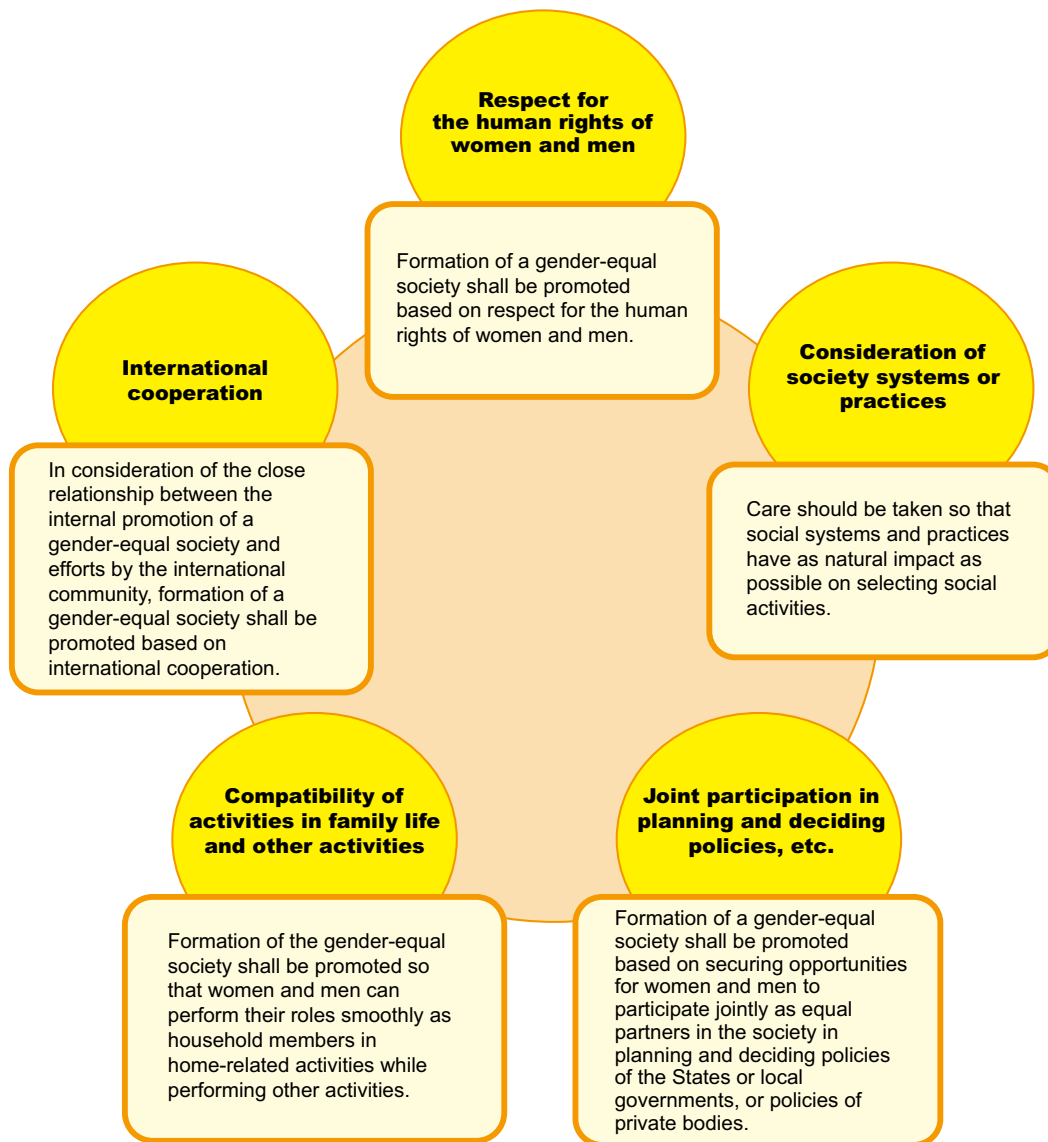 Respect for
the human rights of
women and men
Formation of a gender-equal
society shall be promoted
based on respect for the human
rights of women and men.
International
cooperation
In consideration of the close
relationship between the
internal promotion of a
gender-equal society and
efforts by the international
community, formation of a
gender-equal society shall be
promoted based on
international cooperation.
Consideration of
society systems or
practices
Care should be taken so that
social systems and practices
have as natural impact as
possible on selecting social
activities.
Compatibility of
activities in family life
and other activities
Formation of the gender-equal
society shall be promoted so
that women and men can
perform their roles smoothly as
household members in
home-related activities while
performing other activities.
Joint participation in
planning and deciding
policies, etc.
Formation of a gender-equal
society shall be promoted
based on securing opportunities
for women and men to
participate jointly as equal
partners in the society in
planning and deciding policies
of the States or local
governments, or policies of
private bodies.